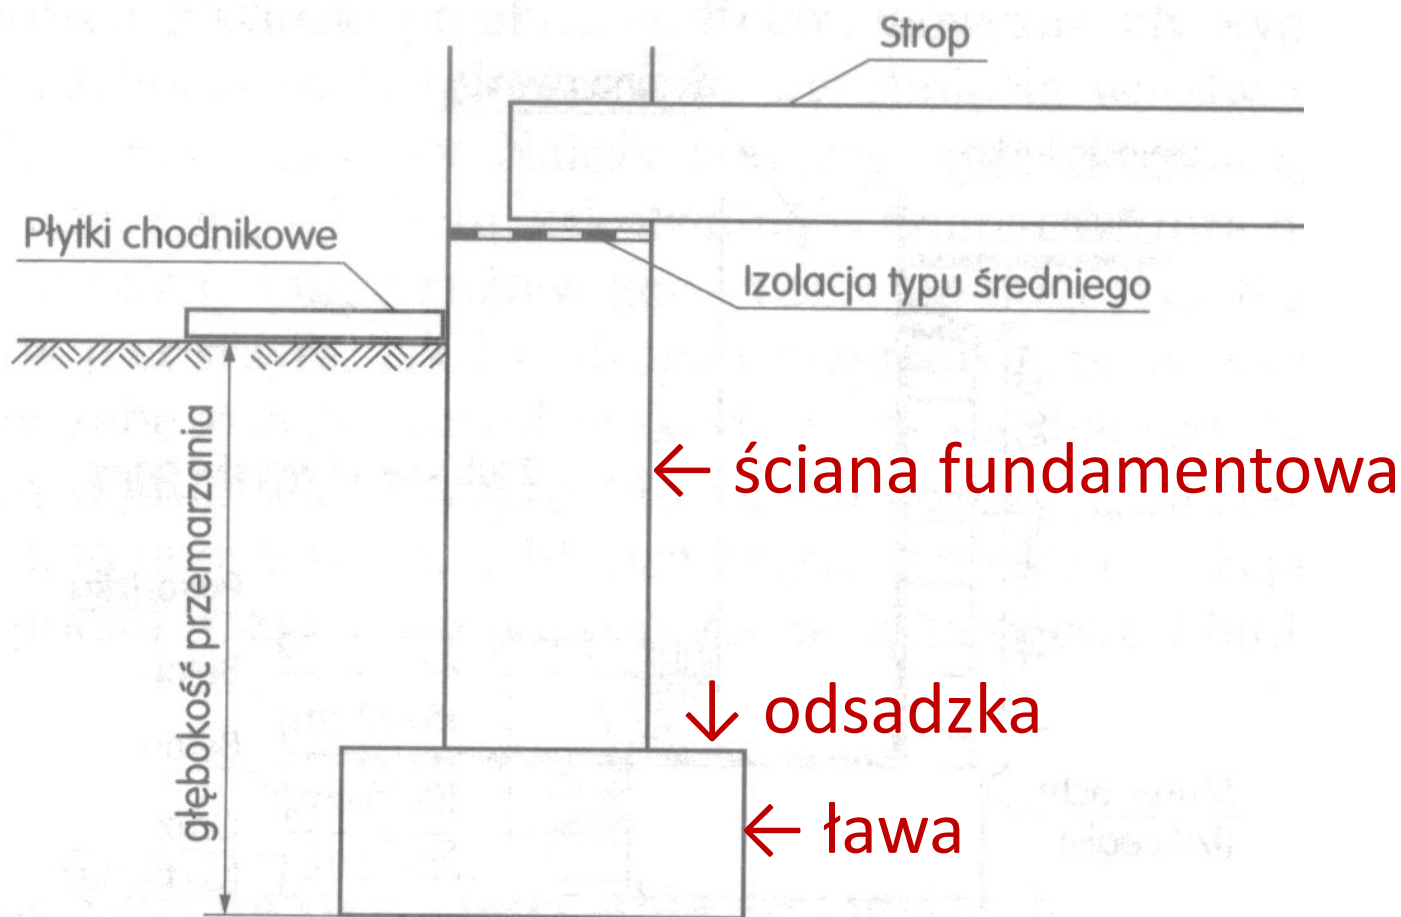 Strop
Płytki chodnikowe
Izolacja typu średniego
głębokość przemarzania
← ściana fundamentowa
↓ odsadzka
← ława